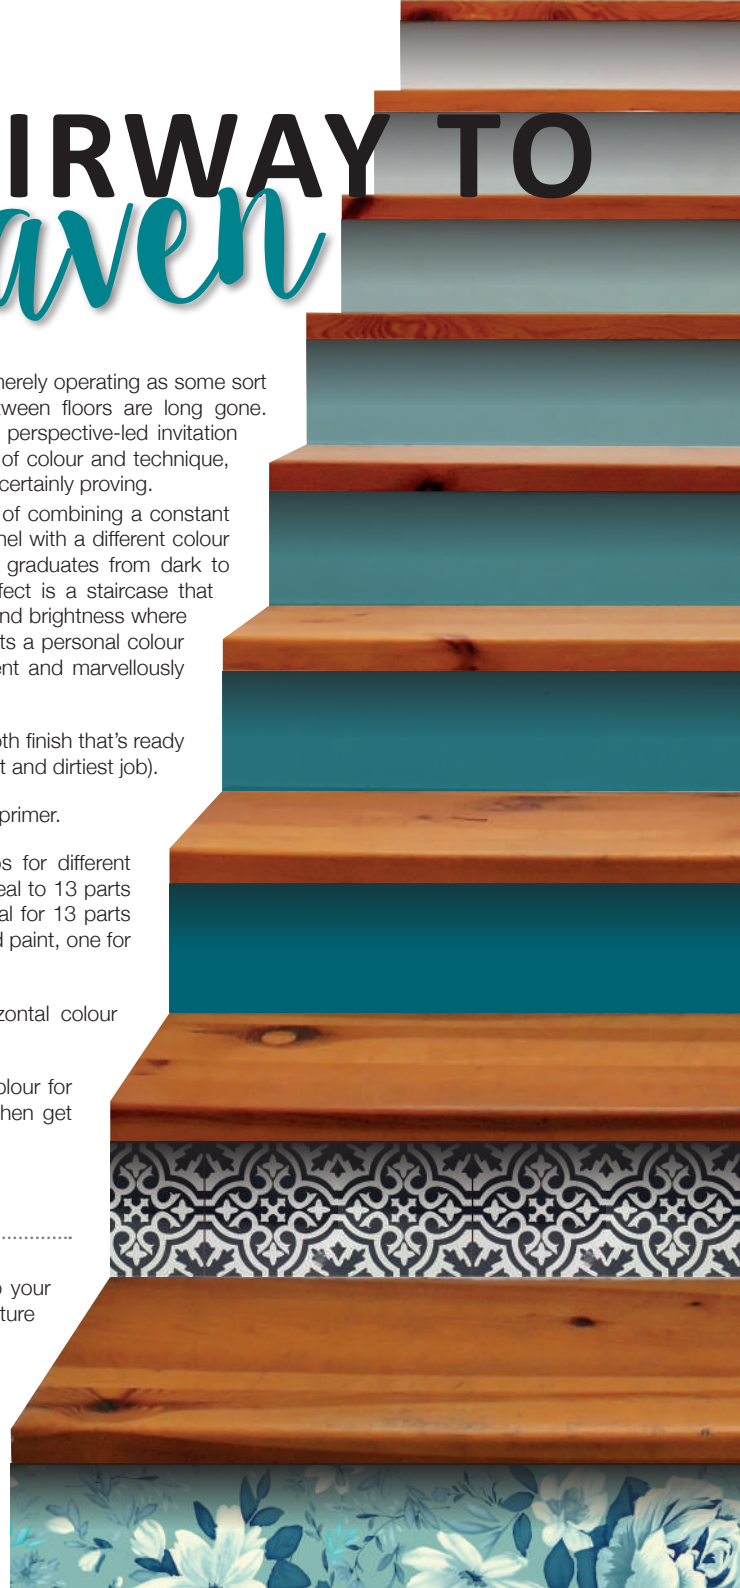 IRWAY TO
aven
nerely operating as some sort
tween floors are long gone.
perspective-led invitation
of colour and technique,
certainly proving.
of combining a constant
nel with a different colour
graduates from dark to
fect is a staircase that
nd brightness where
ts a personal colour
ent and marvellously
oth finish that's ready
t and dirtiest job).
primer.
os for different
eal to 13 parts
al for 13 parts
d paint, one for
zontal colour
olour for
hen get
o your
ture